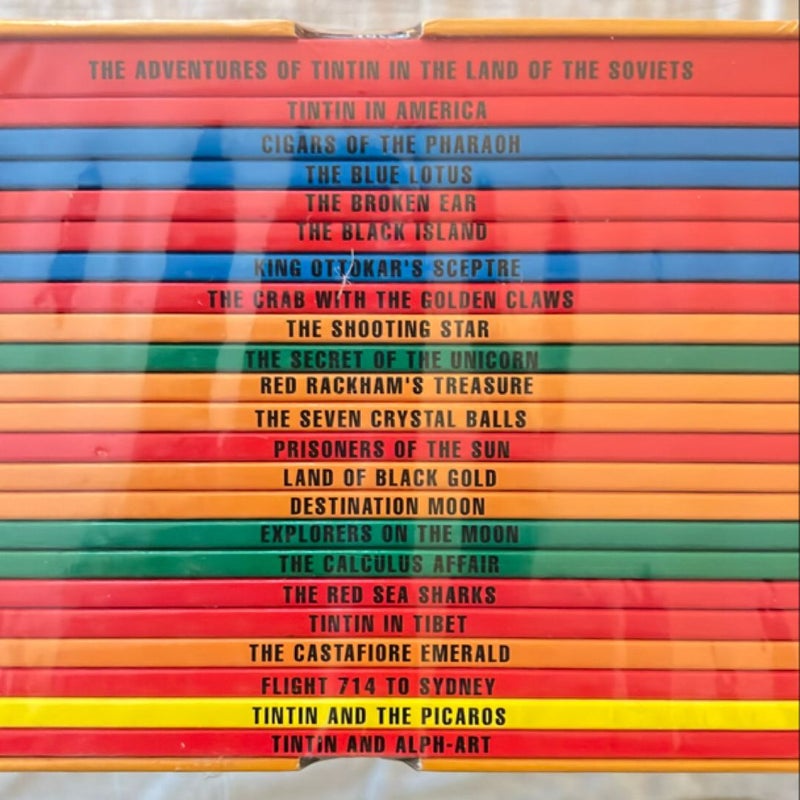 THE ADVENTURES OF TINTIN IN THE LAND OF THE SOVIETS
TINTIN IN AMERICA
CIGARS OF THE PHARAOH
THE BLUE LOTUS
THE BROKEN EAR
THE BLACK ISLAND
KING OTTOKAR'S SCEPTRE
THE CRAB WITH THE GOLDEN CLAWS
THE SHOOTING STAR
THE SECRET OF THE UNICORN
RED RACKHAM'S TREASURE
THE SEVEN CRYSTAL BALLS
PRISONERS OF THE SUN
LAND OF BLACK GOLD
DESTINATION MOON
EXPLORERS ON THE MOON
THE CALCULUS AFFAIR
THE RED SEA SHARKS
TINTIN IN TIBET
THE CASTAFIORE EMERALD
FLIGHT 714 TO SYDNEY
TINTIN AND THE PICAROS
TINTIN AND ALPH-ART